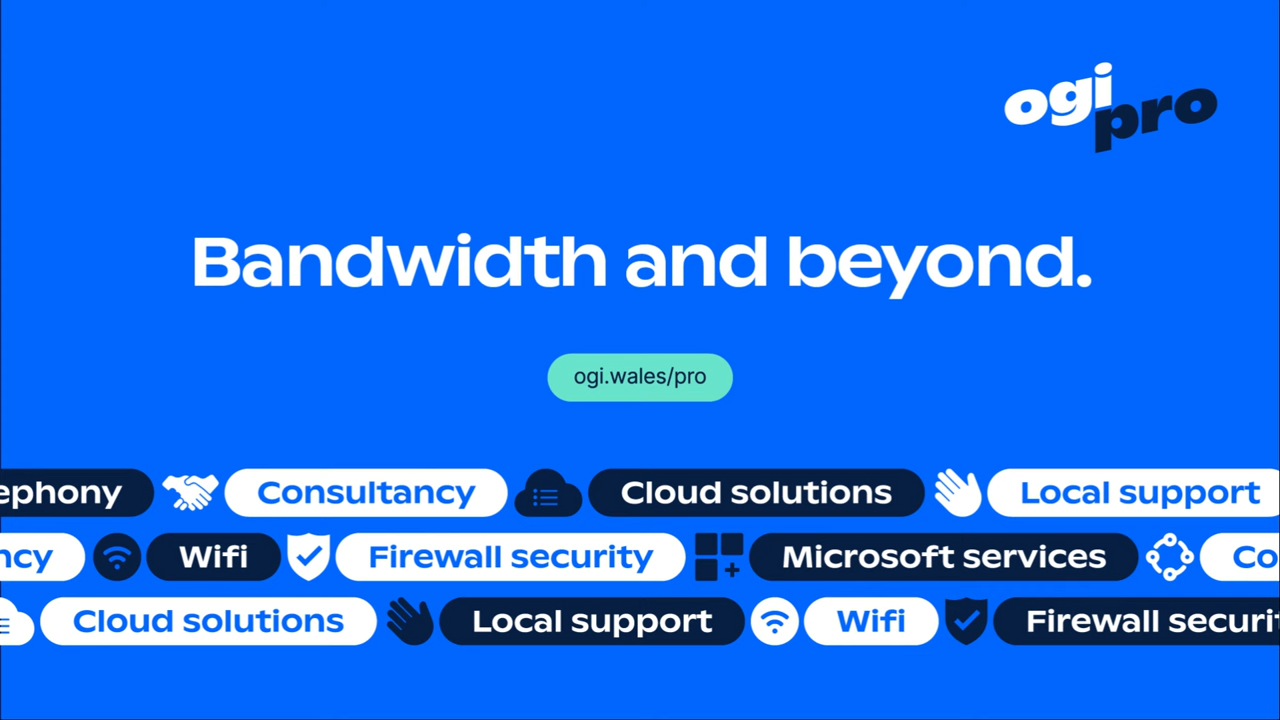 ogi
pro
Bandwidth and beyond.
ogi.wales/pro
ephony Consultancy Cloud solutions Local support
ncy Wifi Firewall security Microsoft services Co
Cloud solutions Local support Wifi Firewall securi